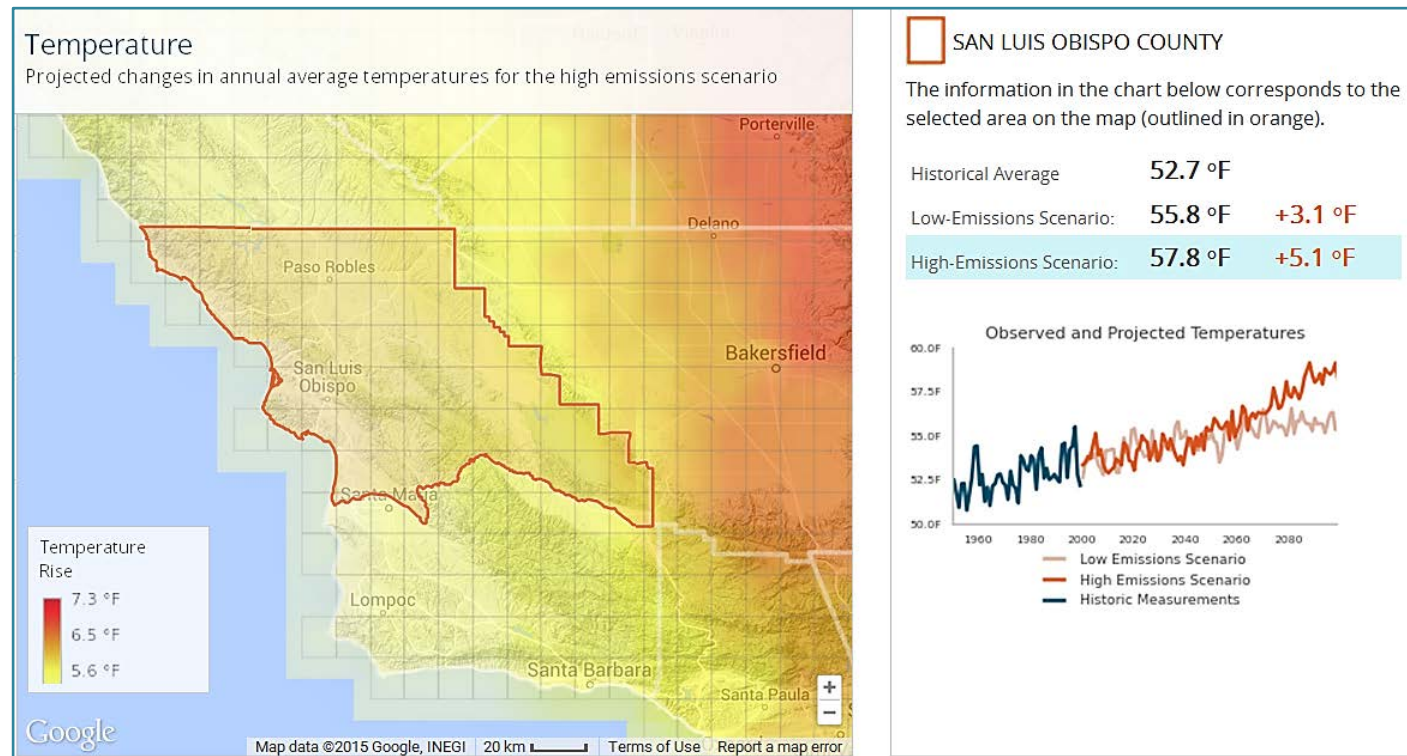 Temperature
Projected changes in annual average temperatures for the high emissions scenario
Porterville
Delano
Paso Robles
Bakersfield
San Luis
Obispo
Santa Maria
Lompoc
Santa Barbara
Santa Paula
Temperature
Rise
7.3 °F
6.5 °F
5.6 °F
+
−
Google
Map data ©2015 Google, INEGI 20 km Terms of Use Report a map error
SAN LUIS OBISPO COUNTY
The information in the chart below corresponds to the
selected area on the map (outlined in orange).
Historical Average 52.7 °F
Low-Emissions Scenario: 55.8 °F +3.1 °F
High-Emissions Scenario: 57.8 °F +5.1 °F
Observed and Projected Temperatures
60.0F
57.5F
55.0F
52.5F
50.0F
1960 1980 2000 2020 2040 2060 2080
Low Emissions Scenario
High Emissions Scenario
Historic Measurements